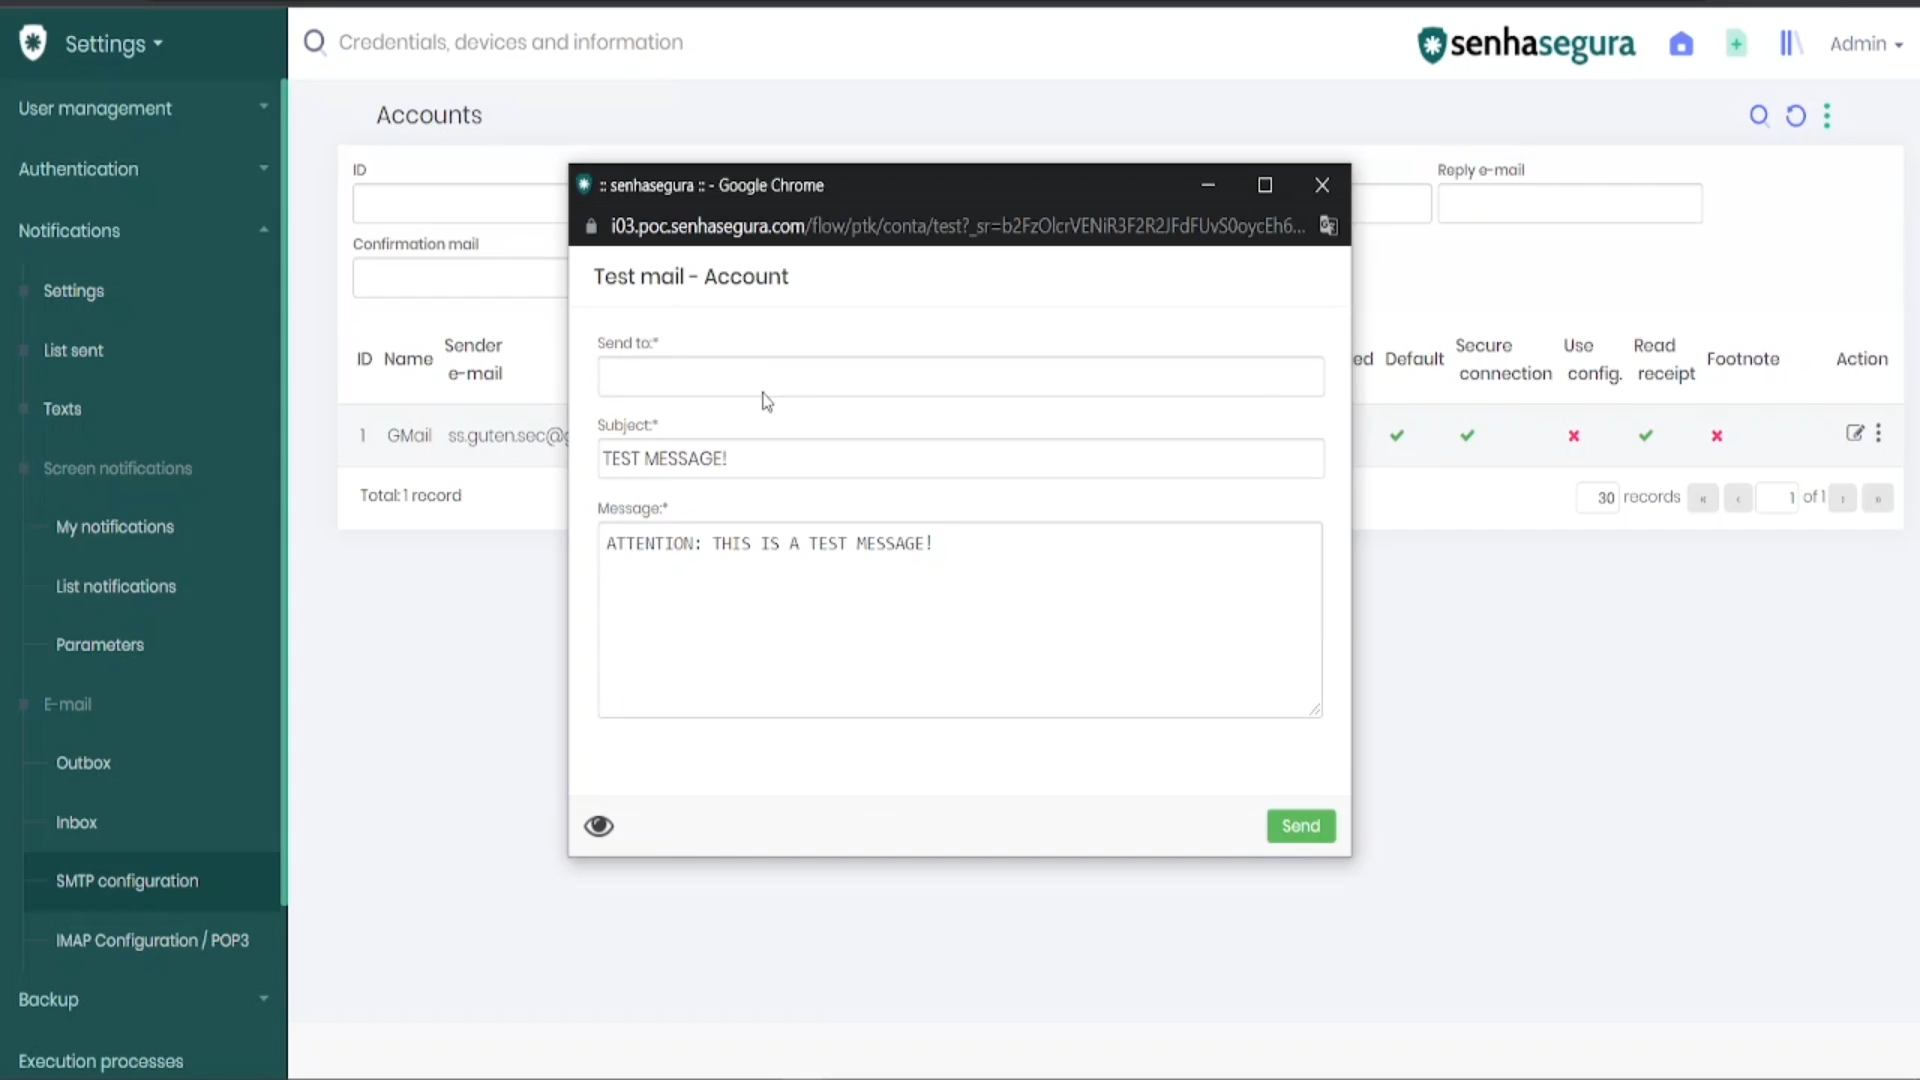 Settings
Credentials, devices and information
senhasegura
Admin
User management
Authentication
Notifications
Settings
List sent
Texts
Screen notifications
My notifications
List notifications
Parameters
E-mail
Outbox
Inbox
SMTP configuration
IMAP Configuration / POP3
Backup
Execution processes
Accounts
ID
Reply e-mail
Confirmation mail
ID Name Sender e-mail
ed Default Secure connection Use config. Read receipt Footnote Action
1 GMail ss.guten.sec@g
Total: 1 record
30 records « ‹ 1 of 1 › »
:: senhasegura :: - Google Chrome
i03.poc.senhasegura.com/flow/ptk/conta/test?_sr=b2FzOlcrVENiR3F2R2JFdFUvS0oycEh6...
Test mail - Account
Send to:*
Subject:*
TEST MESSAGE!
Message:*
ATTENTION: THIS IS A TEST MESSAGE!
Send